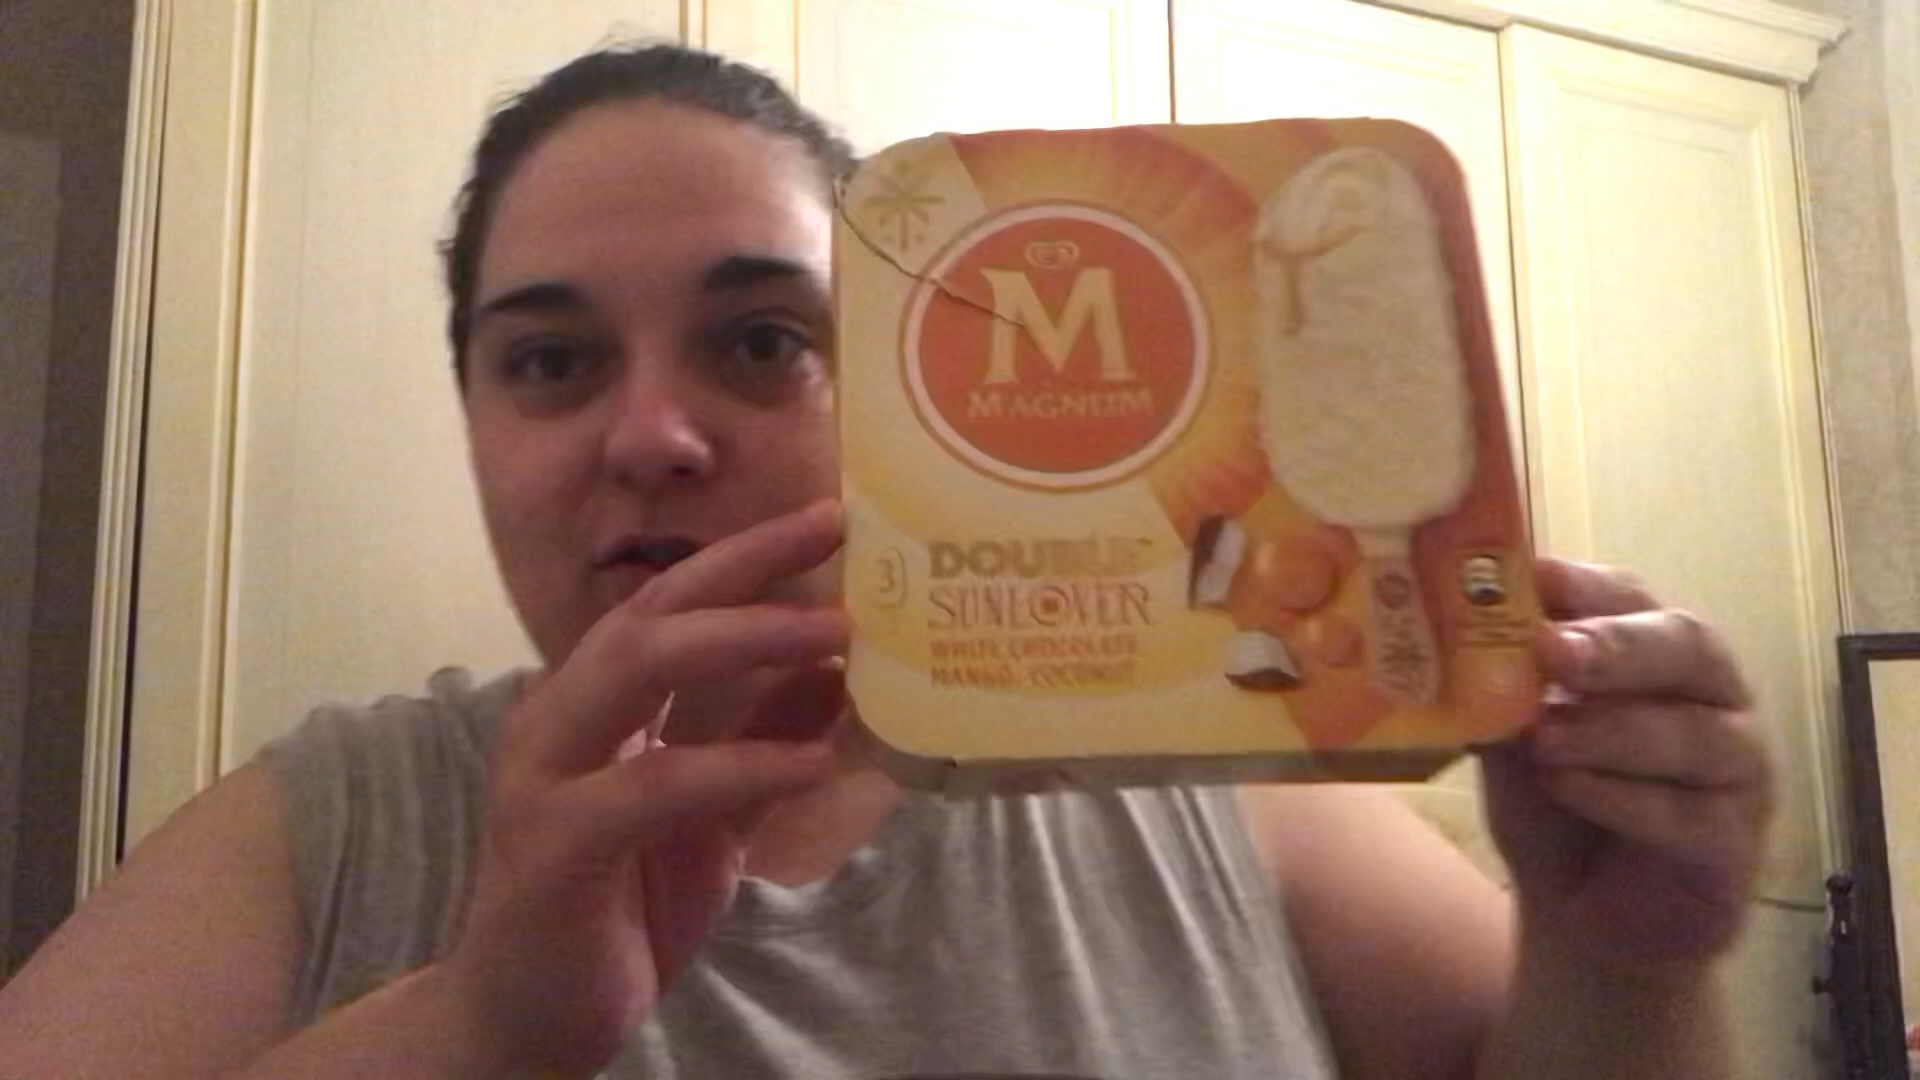 M
MAGNUM
3
DOUBLE
SUNLOVER
WHITE CHOCOLATE
MANGO COCONUT